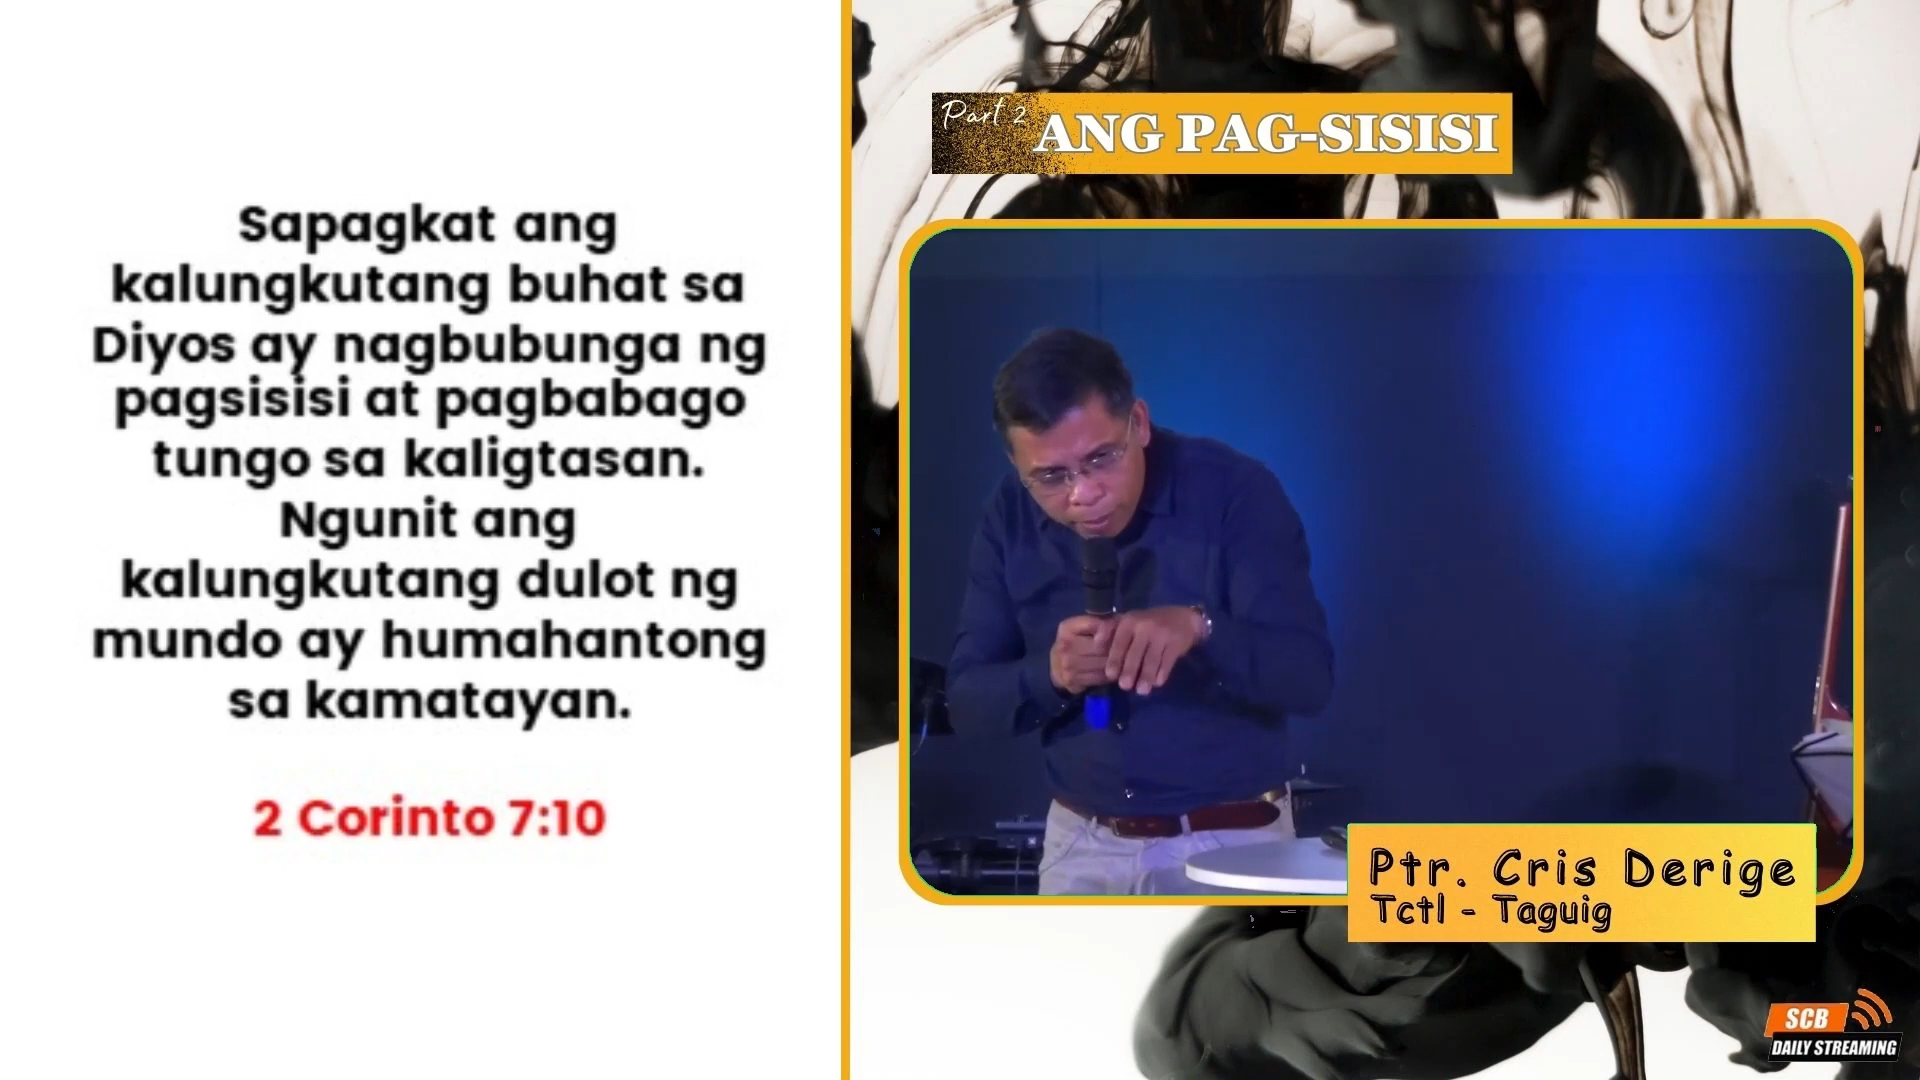 Sapagkat ang
kalungkutang buhat sa
Diyos ay nagbubunga ng
pagsisisi at pagbabago
tungo sa kaligtasan.
Ngunit ang
kalungkutang dulot ng
mundo ay humahantong
sa kamatayan.
2 Corinto 7:10
Part 2
ANG PAG-SISISI
Ptr. Cris Derige
Tctl - Taguig
SCB
DAILY STREAMING